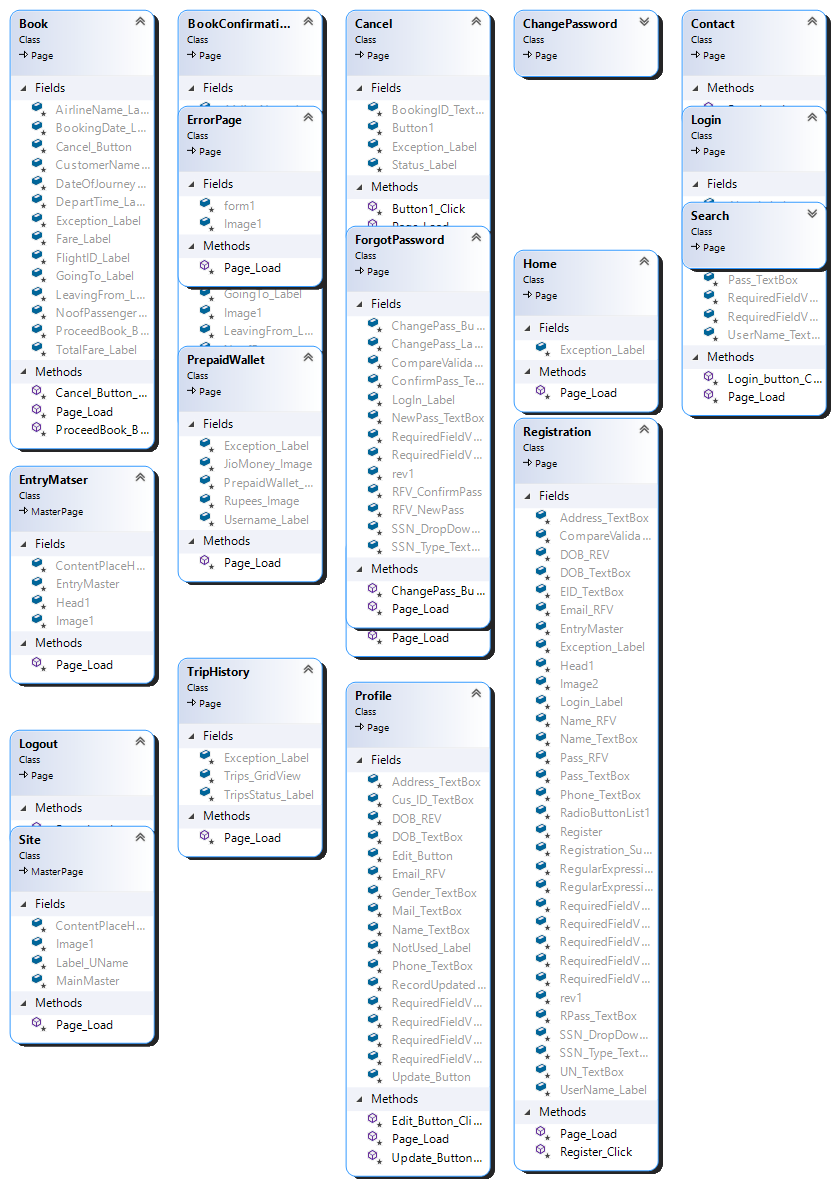 Book
Class
Page
Fields
AirlineName_La...
BookingDate_L...
Cancel_Button
CustomerName...
DateOfJourney...
DepartTime_La...
Exception_Label
Fare_Label
FlightID_Label
GoingTo_Label
LeavingFrom_L...
NoofPassenger...
ProceedBook_B...
TotalFare_Label
Methods
Cancel_Button_...
Page_Load
ProceedBook_B...
EntryMatser
Class
MasterPage
Fields
ContentPlaceH...
EntryMaster
Head1
Image1
Methods
Page_Load
Logout
Class
Page
Methods
Site
Class
MasterPage
Fields
ContentPlaceH...
Image1
Label_UName
MainMaster
Methods
Page_Load
BookConfirmati...
Class
Page
Fields
ErrorPage
Class
Page
Fields
form1
Image1
Methods
Page_Load
GoingTo_Label
Image1
LeavingFrom_L...
PrepaidWallet
Class
Page
Fields
Exception_Label
JioMoney_Image
PrepaidWallet_...
Rupees_Image
Username_Label
Methods
Page_Load
TripHistory
Class
Page
Fields
Exception_Label
Trips_GridView
TripsStatus_Label
Methods
Page_Load
Cancel
Class
Page
Fields
BookingID_Text...
Button1
Exception_Label
Status_Label
Methods
Button1_Click
Page_Load
ForgotPassword
Class
Page
Fields
ChangePass_Bu...
ChangePass_La...
CompareValida...
ConfirmPass_Te...
LogIn_Label
NewPass_TextBox
RequiredFieldV...
RequiredFieldV...
rev1
RFV_ConfirmPass
RFV_NewPass
SSN_DropDow...
SSN_Type_Text...
Methods
ChangePass_Bu...
Page_Load
Page_Load
Profile
Class
Page
Fields
Address_TextBox
Cus_ID_TextBox
DOB_REV
DOB_TextBox
Edit_Button
Email_RFV
Gender_TextBox
Mail_TextBox
Name_TextBox
NotUsed_Label
Phone_TextBox
RecordUpdated...
RequiredFieldV...
RequiredFieldV...
RequiredFieldV...
RequiredFieldV...
Update_Button
Methods
Edit_Button_Cli...
Page_Load
Update_Button...
ChangePassword
Class
Page
Home
Class
Page
Fields
Exception_Label
Methods
Page_Load
Registration
Class
Page
Fields
Address_TextBox
CompareValida...
DOB_REV
DOB_TextBox
EID_TextBox
Email_RFV
EntryMaster
Exception_Label
Head1
Image2
Login_Label
Name_RFV
Name_TextBox
Pass_RFV
Pass_TextBox
Phone_TextBox
RadioButtonList1
Register
Registration_Su...
RegularExpressi...
RegularExpressi...
RequiredFieldV...
RequiredFieldV...
RequiredFieldV...
RequiredFieldV...
RequiredFieldV...
rev1
RPass_TextBox
SSN_DropDow...
SSN_Type_Text...
UN_TextBox
UserName_Label
Methods
Page_Load
Register_Click
Contact
Class
Page
Methods
Login
Class
Page
Fields
Search
Class
Page
Pass_TextBox
RequiredFieldV...
RequiredFieldV...
UserName_Text...
Methods
Login_button_C...
Page_Load